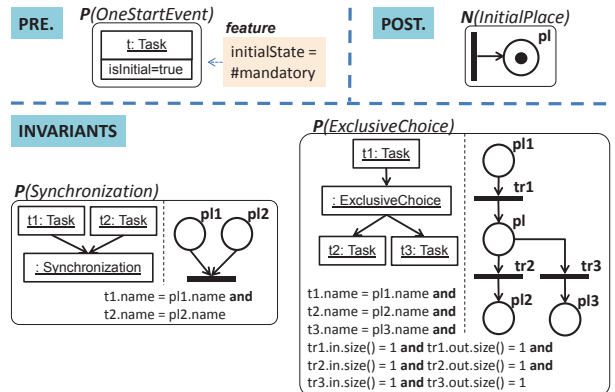 PRE.
P(OneStartEvent)
t: Task
isInitial=true
feature
initialState =
#mandatory
POST.
N(InitialPlace)
pl
INVARIANTS
P(Synchronization)
t1: Task
t2: Task
: Synchronization
pl1
pl2
t1.name = pl1.name and
t2.name = pl2.name
P(ExclusiveChoice)
t1: Task
: ExclusiveChoice
t2: Task
t3: Task
pl1
tr1
pl
tr2
tr3
pl2
pl3
t1.name = pl1.name and
t2.name = pl2.name and
t3.name = pl3.name and
tr1.in.size() = 1 and tr1.out.size() = 1 and
tr2.in.size() = 1 and tr2.out.size() = 1 and
tr3.in.size() = 1 and tr3.out.size() = 1